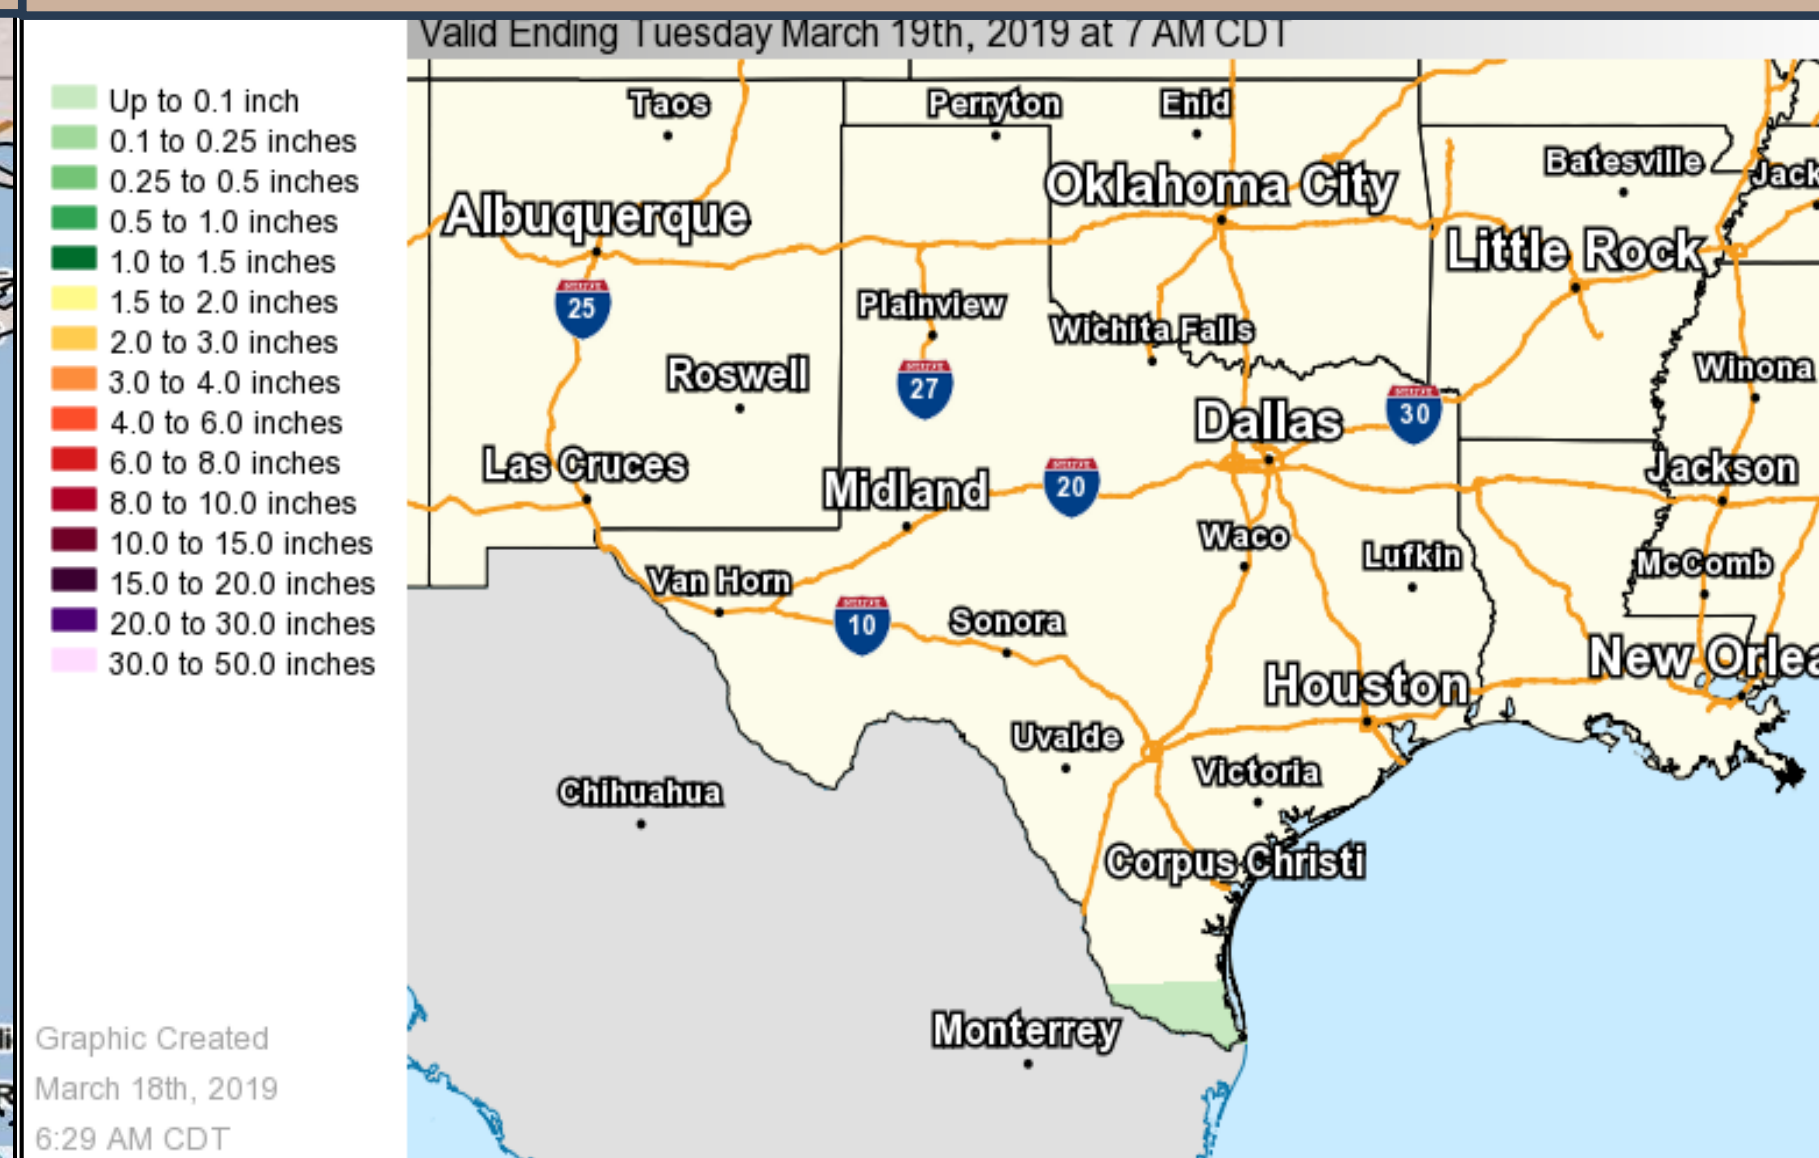 Valid Ending Tuesday March 19th, 2019 at 7 AM CDT
Up to 0.1 inch
0.1 to 0.25 inches
0.25 to 0.5 inches
0.5 to 1.0 inches
1.0 to 1.5 inches
1.5 to 2.0 inches
2.0 to 3.0 inches
3.0 to 4.0 inches
4.0 to 6.0 inches
6.0 to 8.0 inches
8.0 to 10.0 inches
10.0 to 15.0 inches
15.0 to 20.0 inches
20.0 to 30.0 inches
30.0 to 50.0 inches
Graphic Created
March 18th, 2019
6:29 AM CDT
Taos
Perryton
Enid
Batesville
Jack
Oklahoma City
Albuquerque
Little Rock
25
Plainview
Wichita Falls
Roswell
27
Winona
30
Dallas
Las Cruces
Midland
20
Jackson
Waco
Lufkin
McComb
Van Horn
10
Sonora
New Orlea
Houston
Uvalde
Victoria
Chihuahua
Corpus Christi
Monterrey